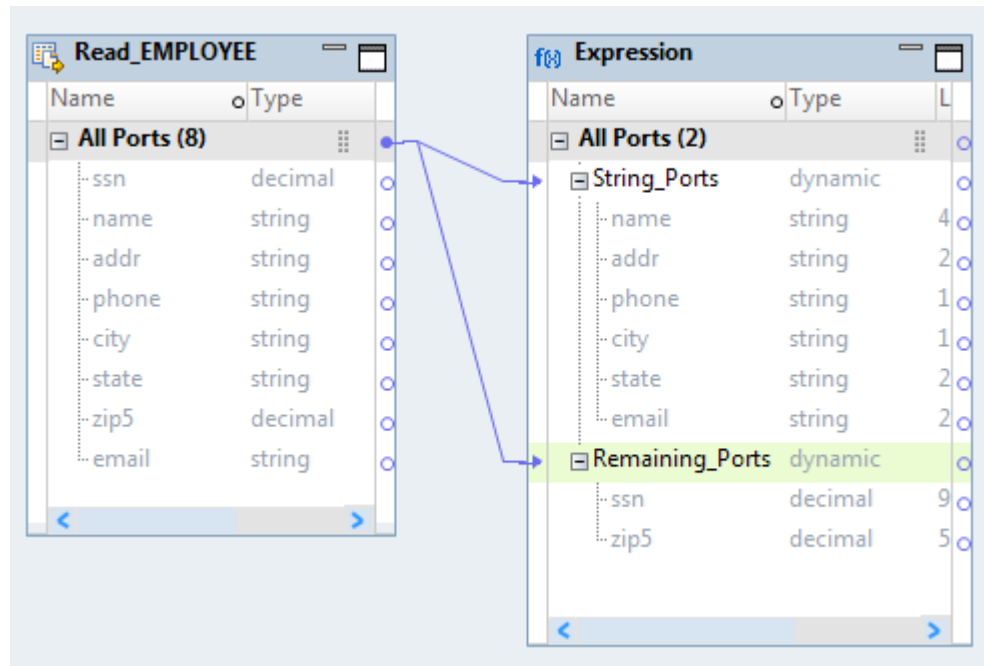 Read_EMPLOYEE
Name Type
All Ports (8)
ssn decimal
name string
addr string
phone string
city string
state string
zip5 decimal
email string
f(x) Expression
Name Type L
All Ports (2)
String_Ports dynamic
name string 4
addr string 2
phone string 1
city string 1
state string 2
email string 2
Remaining_Ports dynamic
ssn decimal 9
zip5 decimal 5